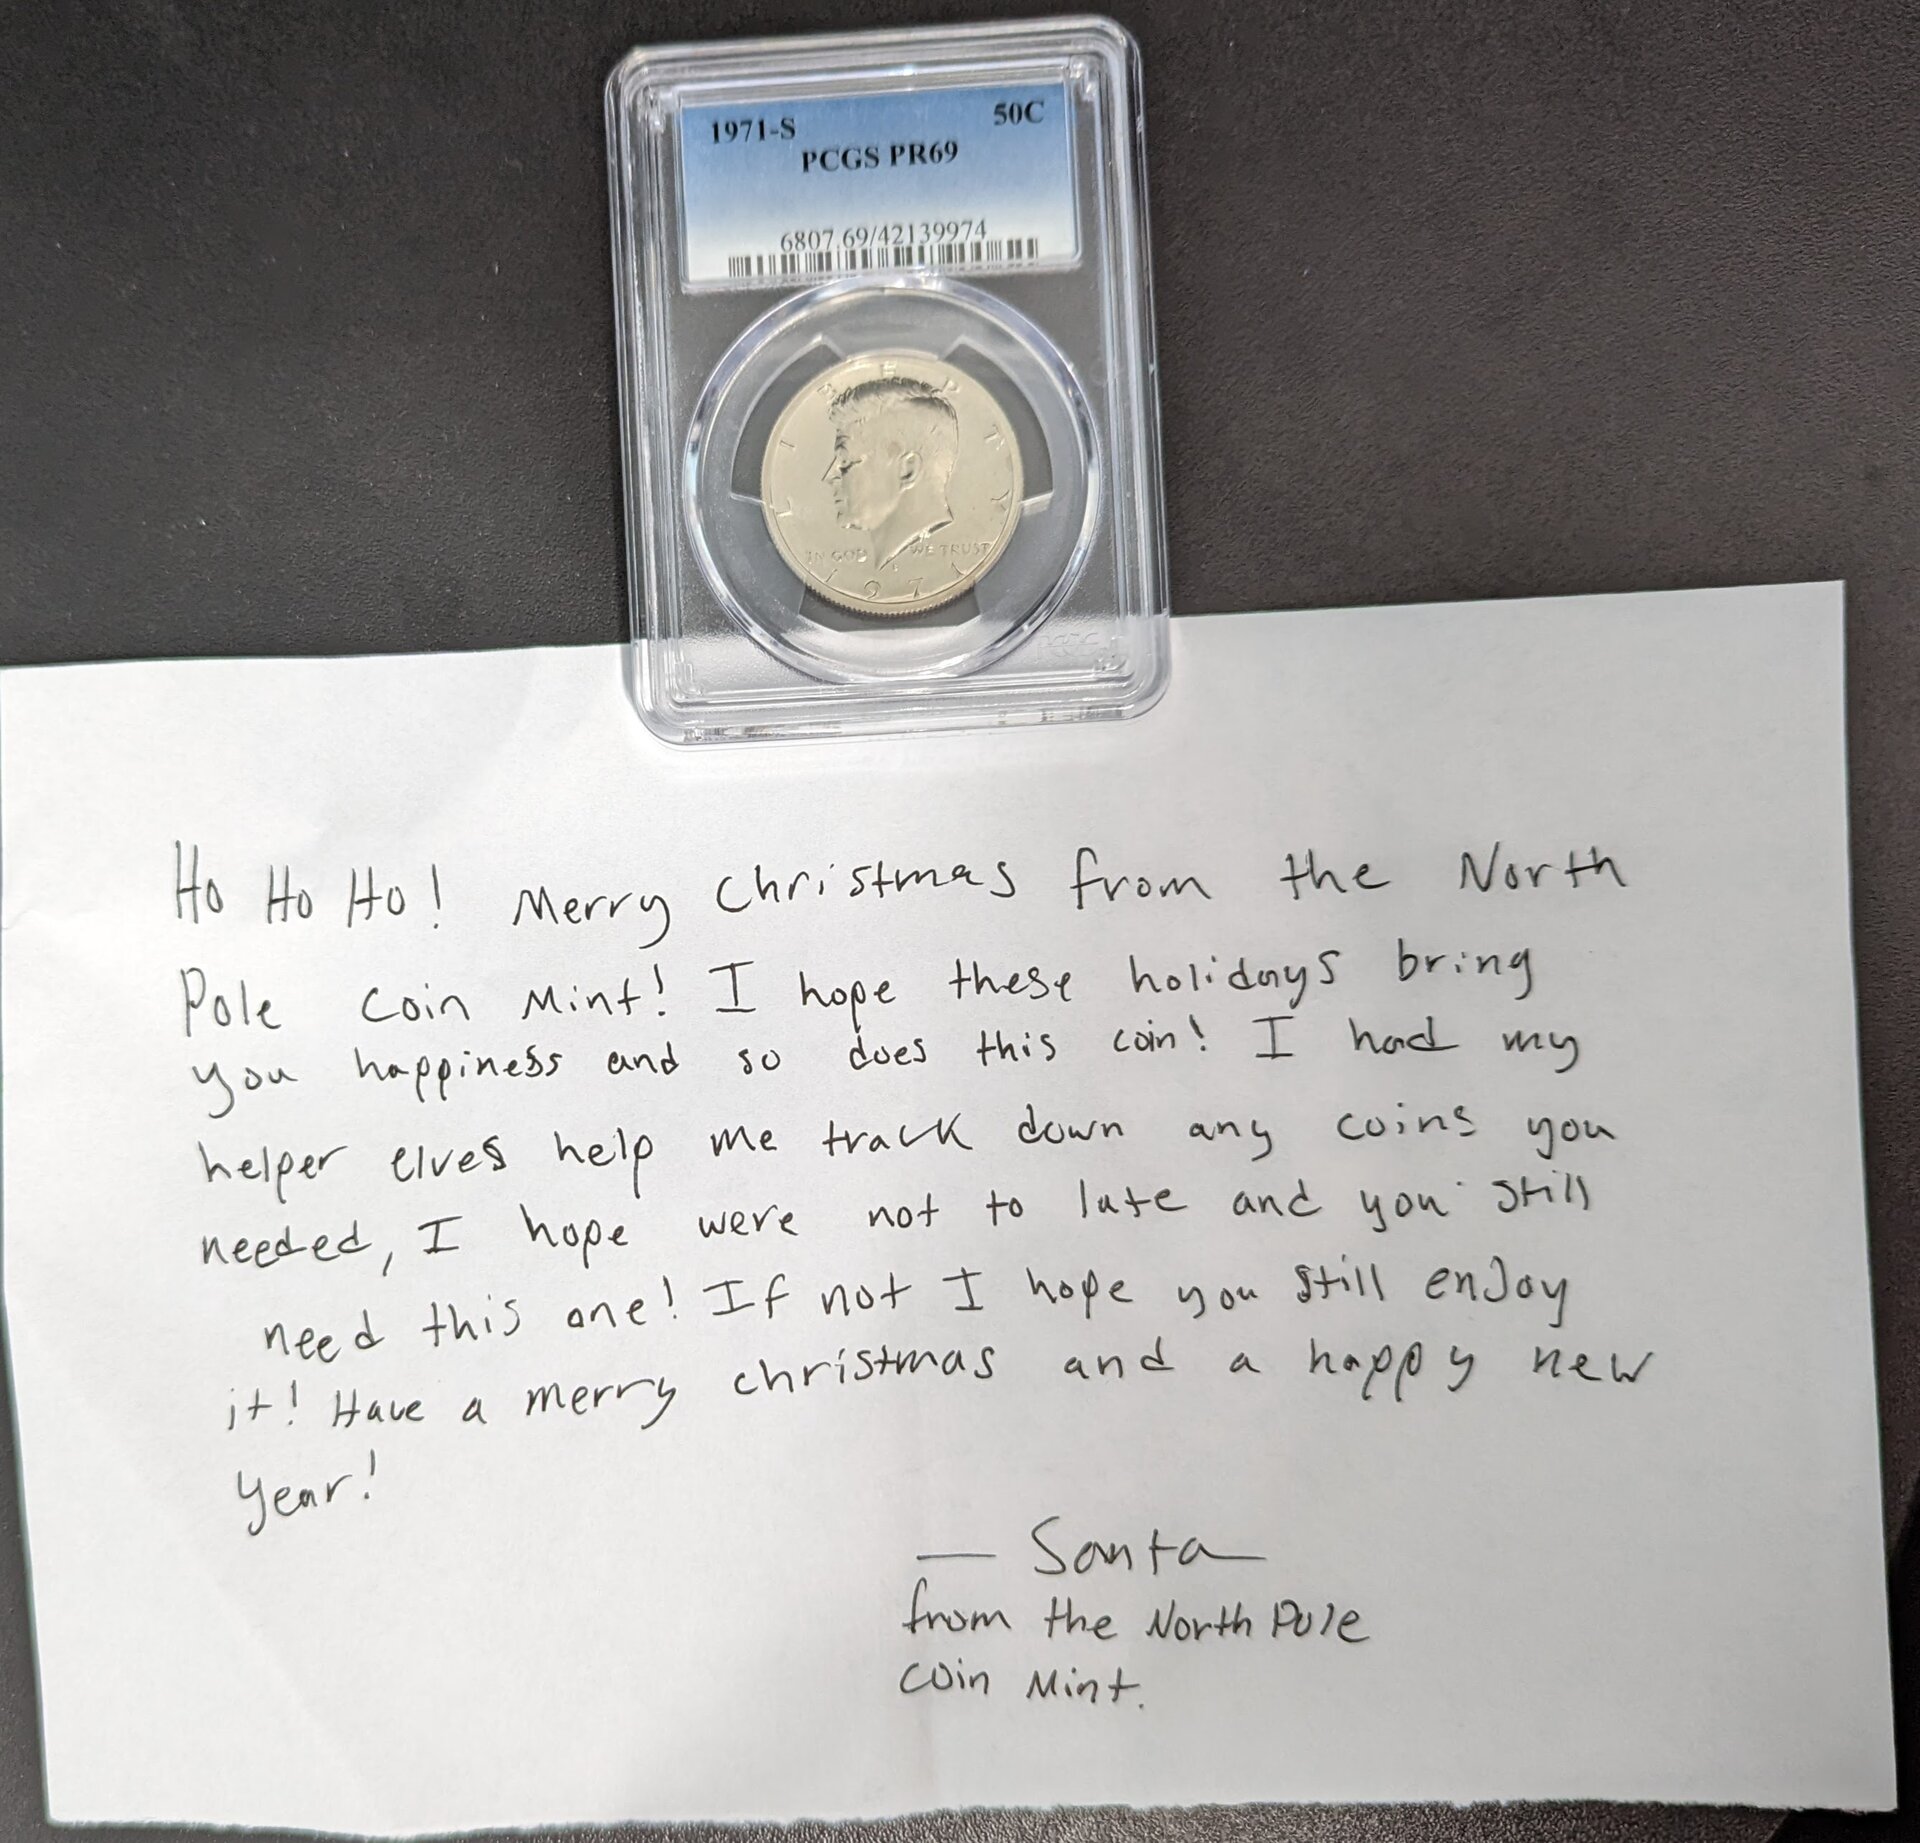 1971-S 50C
PCGS PR69
6807.69/42139974
LIBERTY
IN GOD WE TRUST
1971
Ho Ho Ho! Merry Christmas from the North
Pole Coin Mint! I hope these holidays bring
you happiness and so does this coin! I had my
helper elves help me track down any coins you
needed, I hope were not to late and you still
need this one! If not I hope you still enjoy
it! Have a merry christmas and a happy new
year!
— Santa
from the North Pole
Coin Mint.